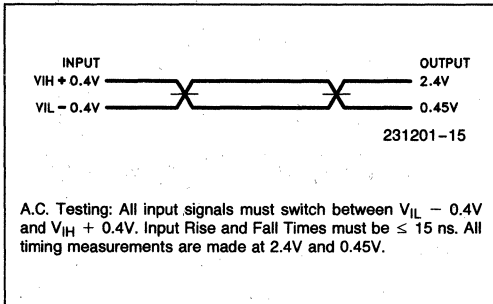 INPUT OUTPUT
VIH + 0.4V 2.4V
VIL - 0.4V 0.45V
231201-15
A.C. Testing: All input signals must switch between VIL − 0.4V
and VIH + 0.4V. Input Rise and Fall Times must be ≤ 15 ns. All
timing measurements are made at 2.4V and 0.45V.